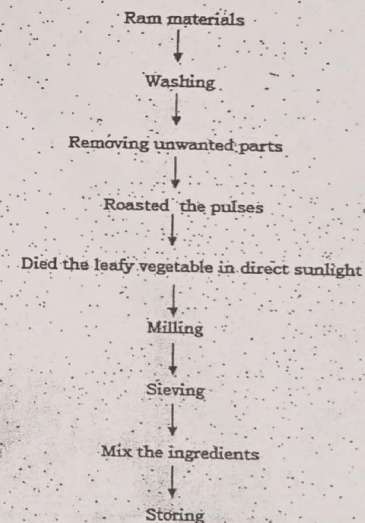 Ram materials
Washing
Removing unwanted parts
Roasted the pulses
Died the leafy vegetable in direct sunlight
Milling
Sieving
Mix the ingredients
Storing